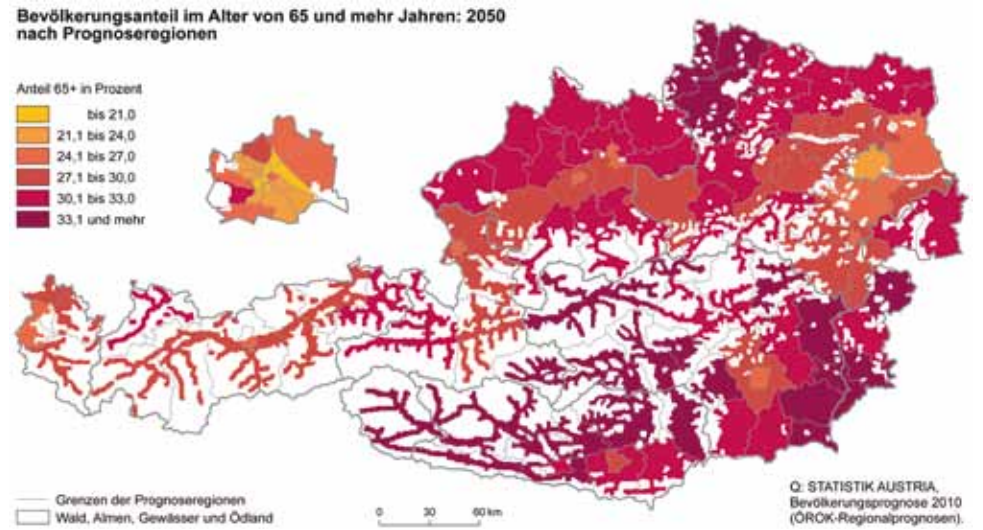 Bevölkerungsanteil im Alter von 65 und mehr Jahren: 2050
nach Prognoseregionen
Anteil 65+ in Prozent
bis 21,0
21,1 bis 24,0
24,1 bis 27,0
27,1 bis 30,0
30,1 bis 33,0
33,1 und mehr
Grenzen der Prognoseregionen
Wald, Almen, Gewässer und Ödland
0 30 60 km
Q: STATISTIK AUSTRIA,
Bevölkerungsprognose 2010
(ÖROK-Regionalprognosen).